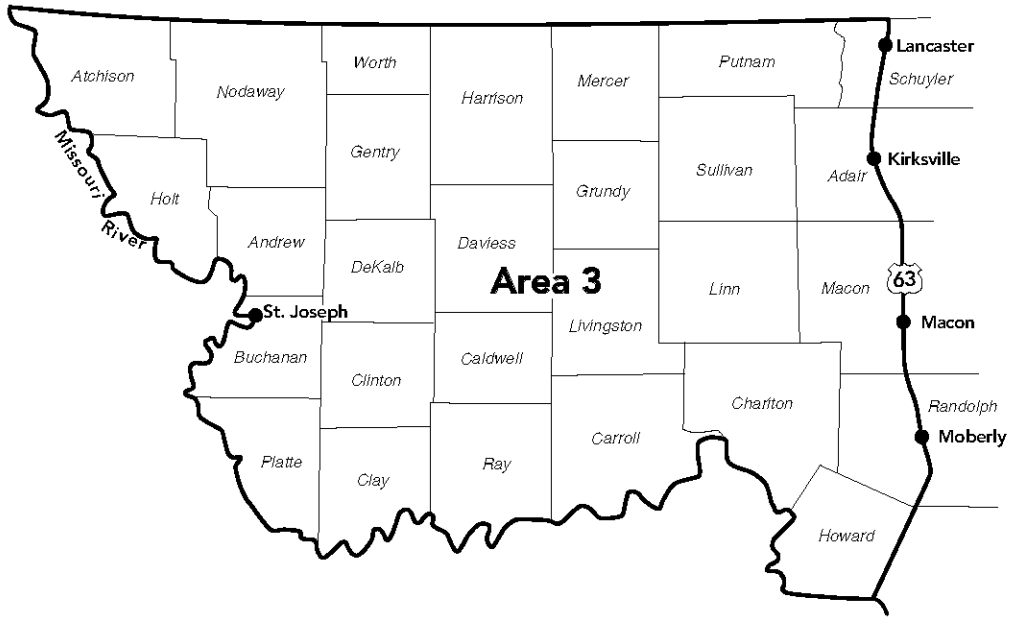 Lancaster
Worth
Putnam
Atchison
Schuyler
Mercer
Nodaway
Harrison
Gentry
Kirksville
Missouri
River
Sullivan
Adair
Grundy
Holt
Andrew
Daviess
DeKalb
Area 3
63
Linn
Macon
St. Joseph
Macon
Livingston
Buchanan
Caldwell
Clinton
Chariton
Randolph
Moberly
Carroll
Platte
Ray
Clay
Howard